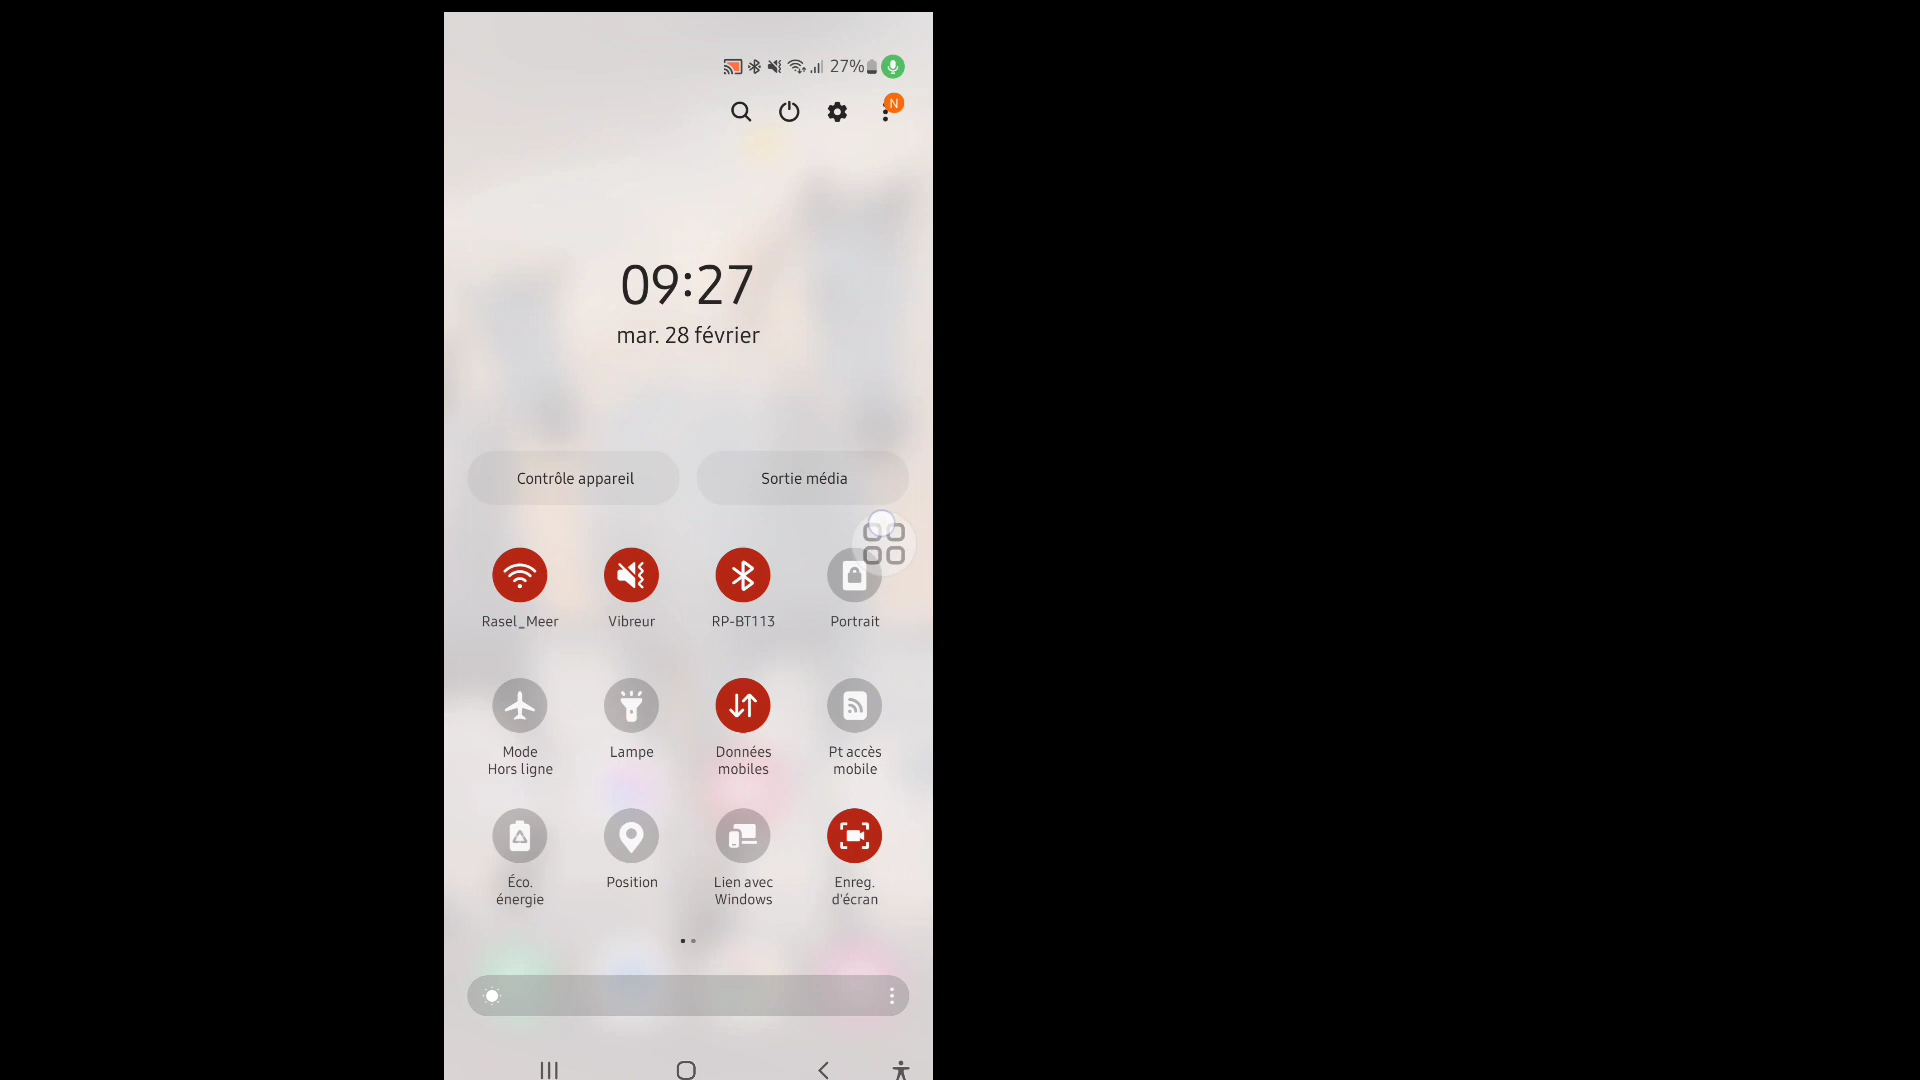 27%
N
09:27
mar. 28 février
Contrôle appareil
Sortie média
Rasel_Meer
Vibreur
RP-BT113
Portrait
Mode
Hors ligne
Lampe
Données
mobiles
Pt accès
mobile
Éco.
énergie
Position
Lien avec
Windows
Enreg.
d'écran